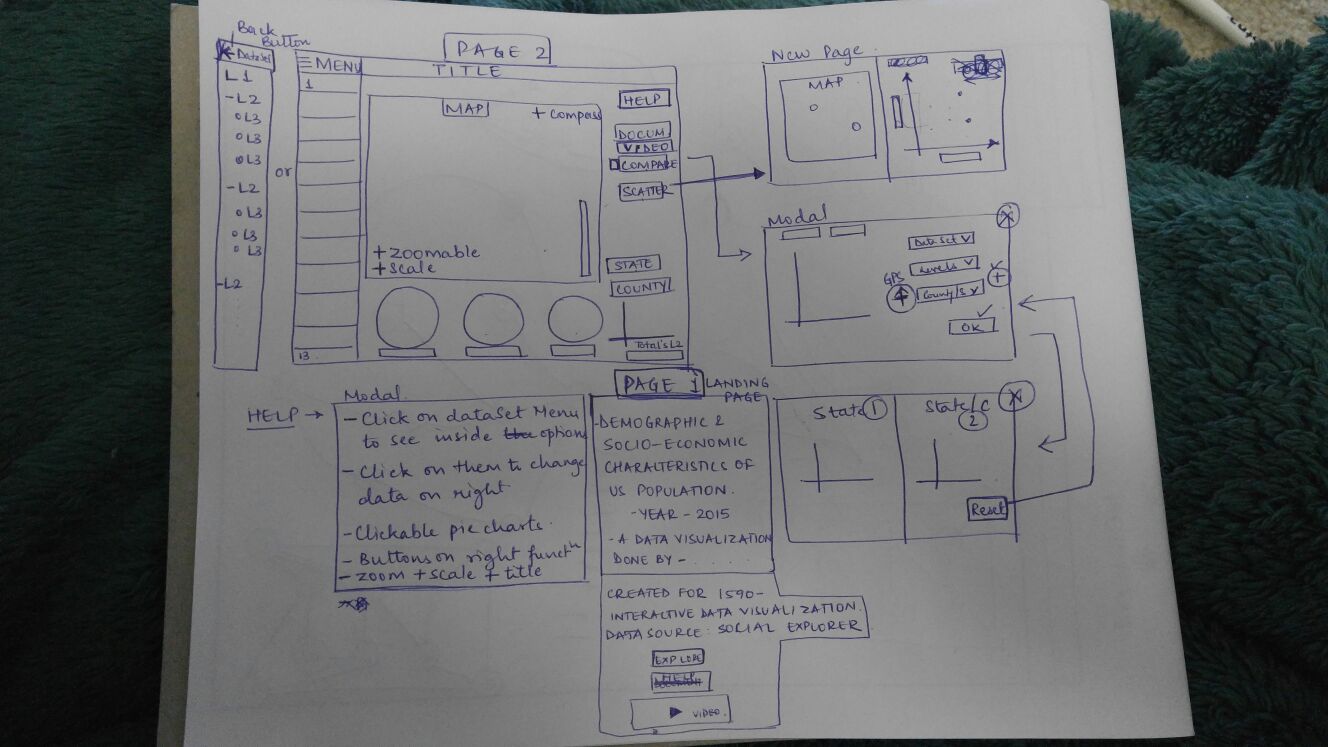 Back
Button
PAGE 2
← Dataset
L 1
- L2
o L3
o L3
o L3
- L2
o L3
o L3
o L3
- L2
or
≡ MENU
1
13
TITLE
MAP
+ compass
+ zoomable
+ scale
HELP
DOCUM
VIDEO
COMPARE
SCATTER
STATE
COUNTY
Total's L2
New Page
MAP
Modal
Data Set ∨
Levels ∨
GPS
County/s ∨
+
OK
X
State 1
State/C
2
X
Reset
HELP →
Modal
- Click on dataset Menu
to see inside options
- Click on them to change
data on right
- Clickable pie charts.
- Buttons on right functn
- zoom + scale + title
PAGE 1 LANDING
PAGE
- DEMOGRAPHIC &
SOCIO-ECONOMIC
CHARALTERISTICS OF
US POPULATION.
- YEAR - 2015
- A DATA VISUALIZATION
DONE BY - . . . . .
CREATED FOR I590-
INTERACTIVE DATA VISUALIZATION.
DATA SOURCE: SOCIAL EXPLORER
EXPLORE
HELP
VIDEO.